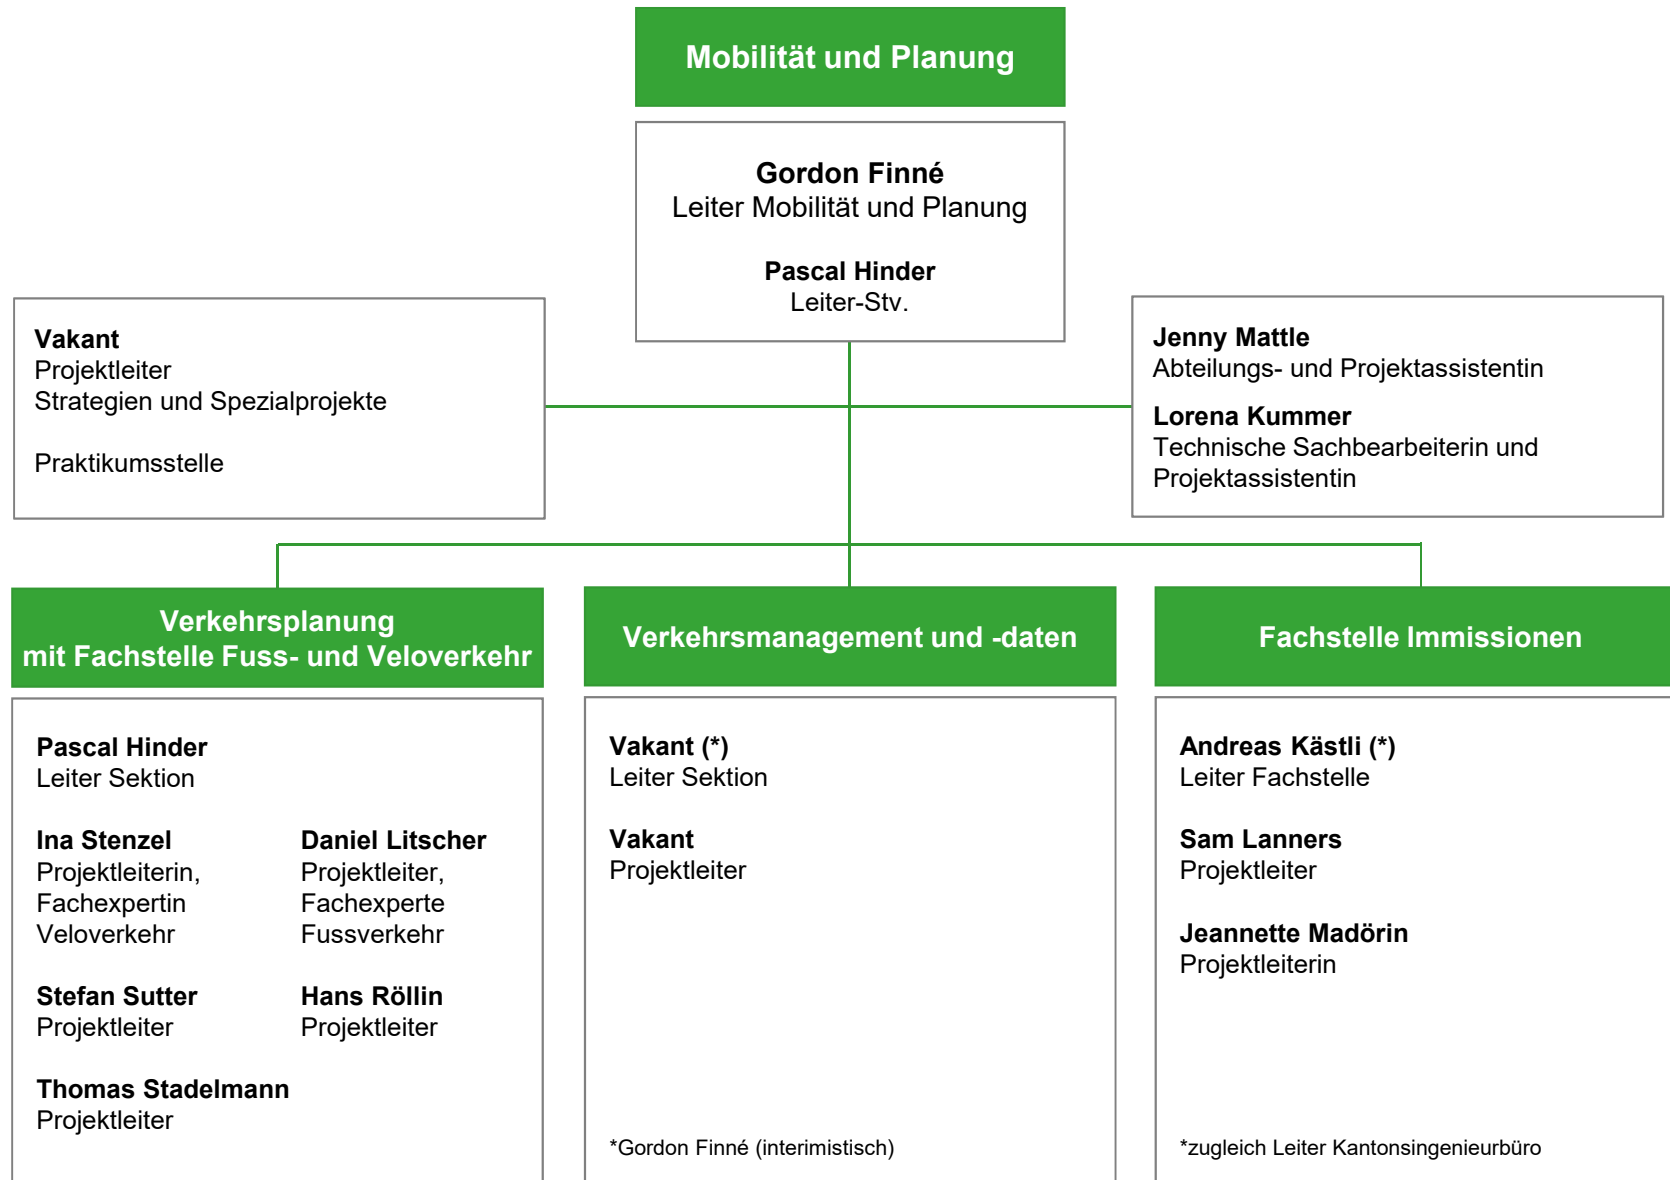 Mobilität und Planung
Gordon Finné
Leiter Mobilität und Planung
Pascal Hinder
Leiter-Stv.
Vakant
Projektleiter
Strategien und Spezialprojekte
Praktikumsstelle
Jenny Mattle
Abteilungs- und Projektassistentin
Lorena Kummer
Technische Sachbearbeiterin und
Projektassistentin
Verkehrsplanung
mit Fachstelle Fuss- und Veloverkehr
Pascal Hinder
Leiter Sektion
Ina Stenzel
Projektleiterin,
Fachexpertin
Veloverkehr
Daniel Litscher
Projektleiter,
Fachexperte
Fussverkehr
Stefan Sutter
Projektleiter
Hans Röllin
Projektleiter
Thomas Stadelmann
Projektleiter
Verkehrsmanagement und -daten
Vakant (*)
Leiter Sektion
Vakant
Projektleiter
*Gordon Finné (interimistisch)
Fachstelle Immissionen
Andreas Kästli (*)
Leiter Fachstelle
Sam Lanners
Projektleiter
Jeannette Madörin
Projektleiterin
*zugleich Leiter Kantonsingenieurbüro